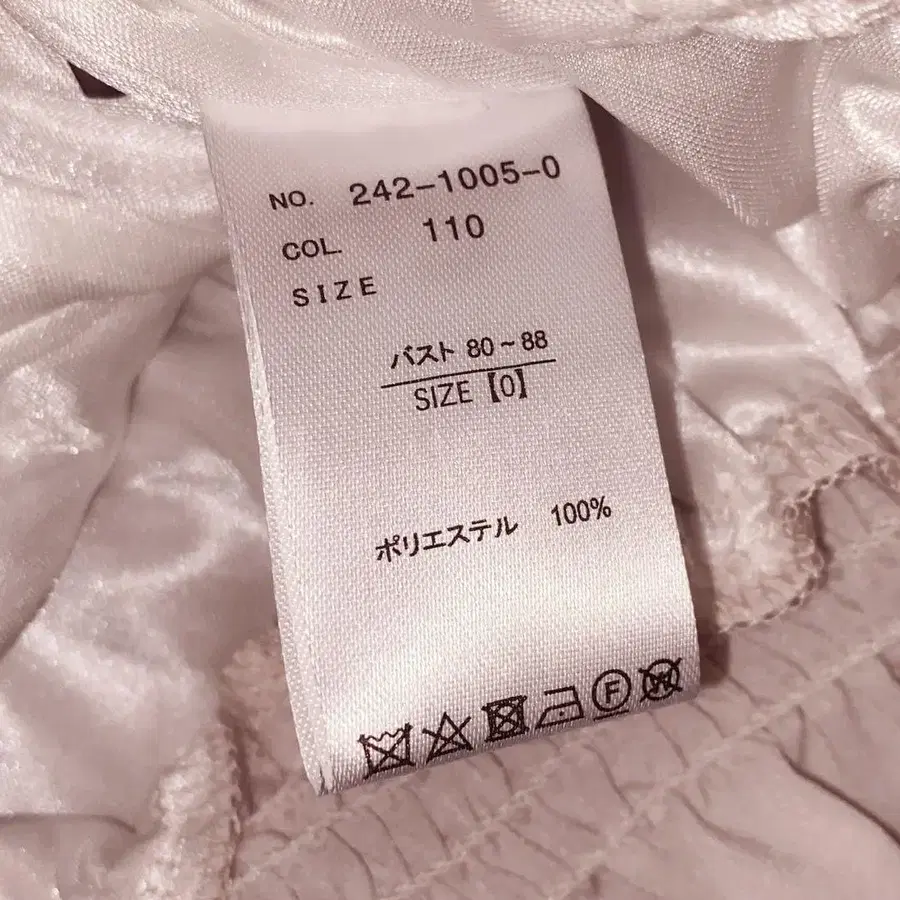 NO. 242-1005-0
COL. 110
SIZE
バスト 80~88
SIZE【0】
ポリエステル 100%
F W